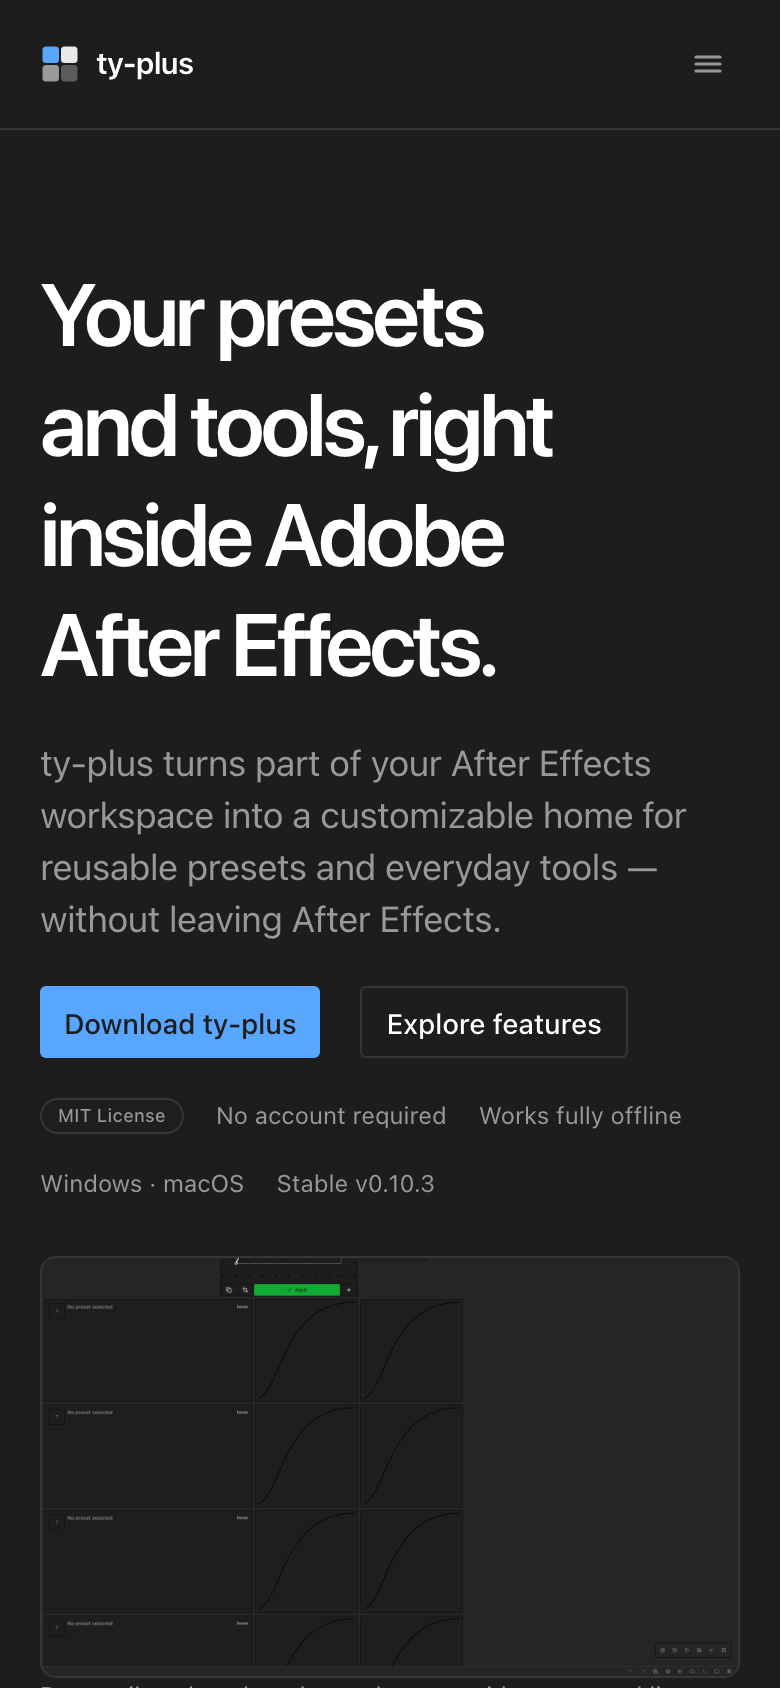 ty-plus
Your presets
and tools, right
inside Adobe
After Effects.
ty-plus turns part of your After Effects
workspace into a customizable home for
reusable presets and everyday tools —
without leaving After Effects.
Download ty-plus
Explore features
MIT License
No account required
Works fully offline
Windows · macOS
Stable v0.10.3
Apply
No preset selected
No preset selected
No preset selected
No preset selected